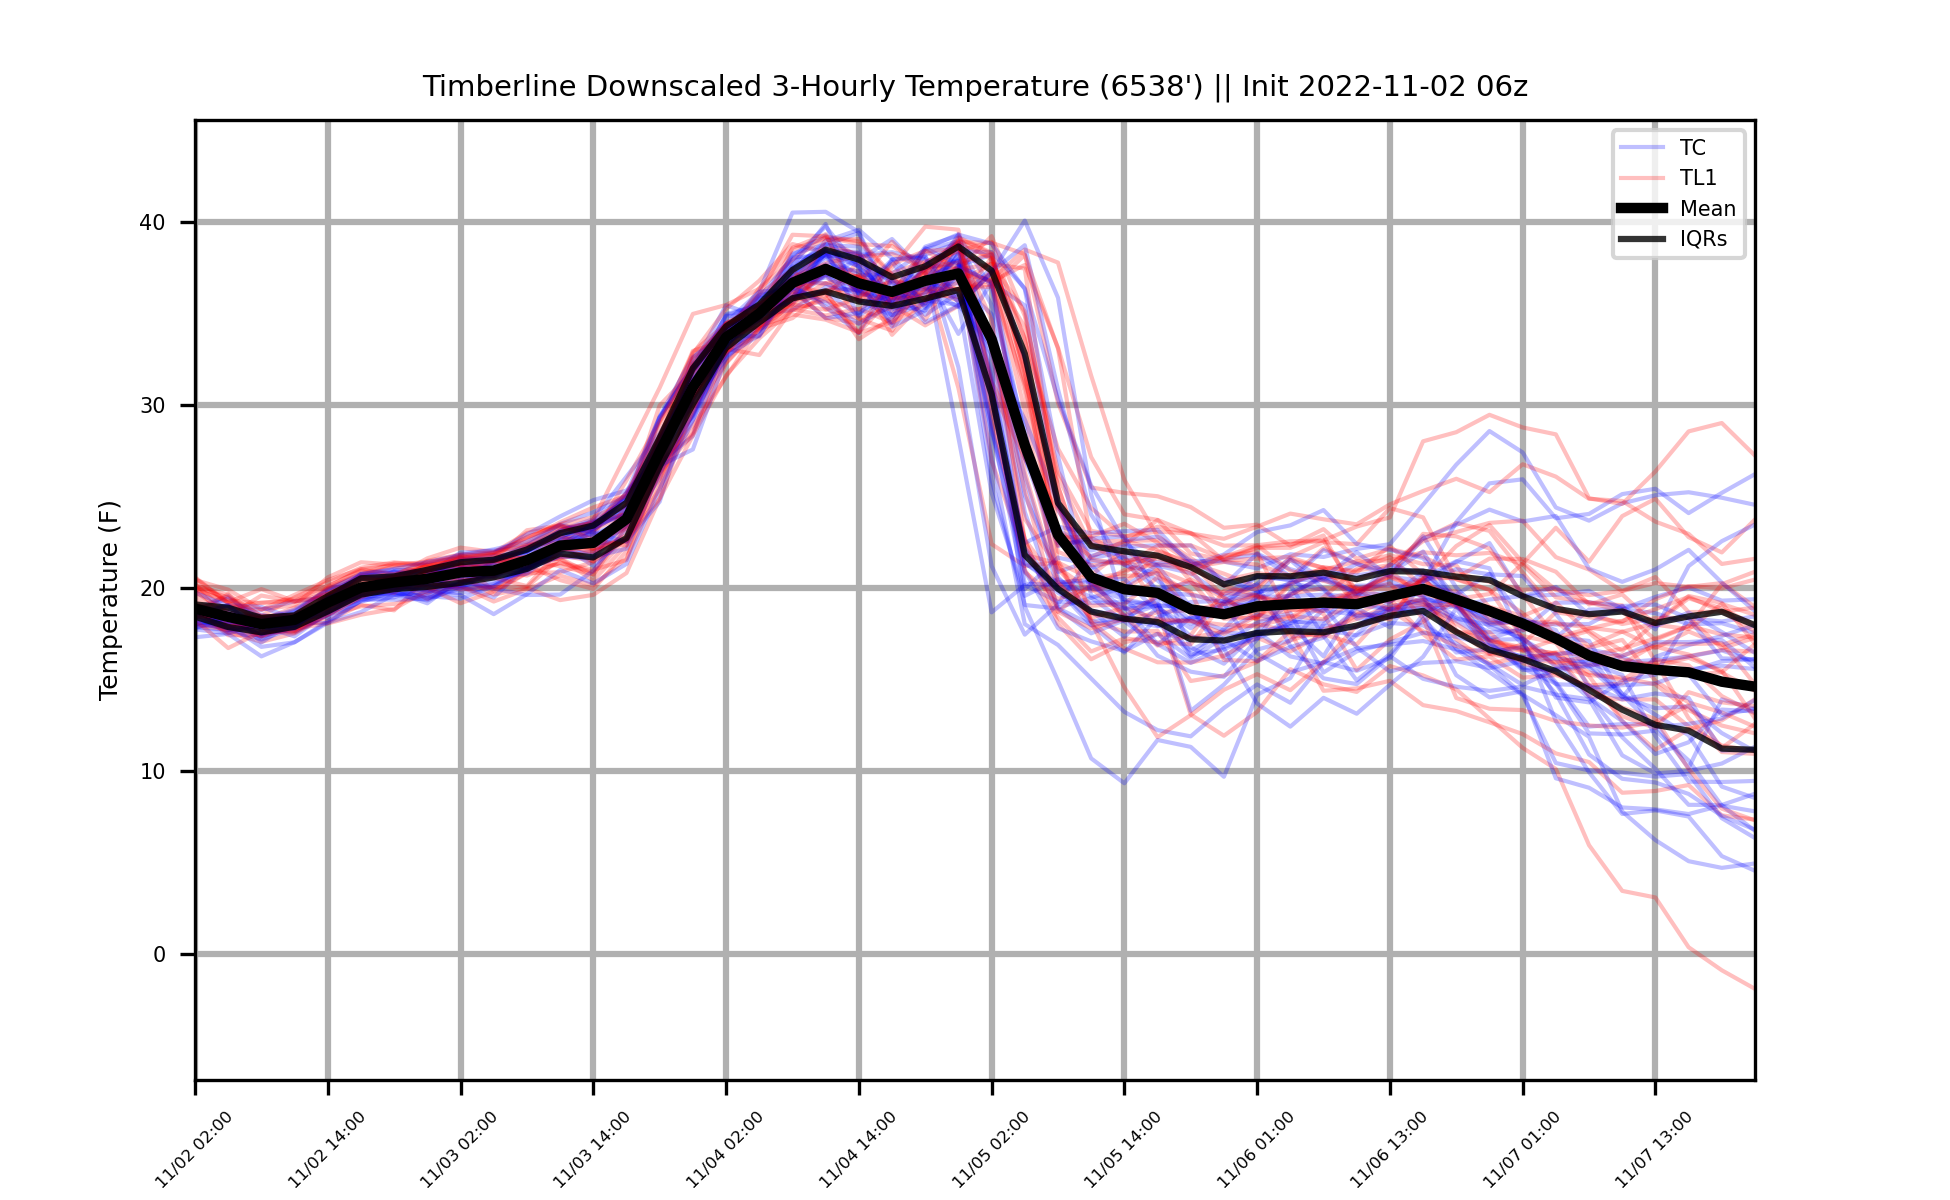 Timberline Downscaled 3-Hourly Temperature (6538') || Init 2022-11-02 06z
TC
TL1
Mean
IQRs
Temperature (F)
40
30
20
10
0
11/02 02:00
11/02 14:00
11/03 02:00
11/03 14:00
11/04 02:00
11/04 14:00
11/05 02:00
11/05 14:00
11/06 01:00
11/06 13:00
11/07 01:00
11/07 13:00